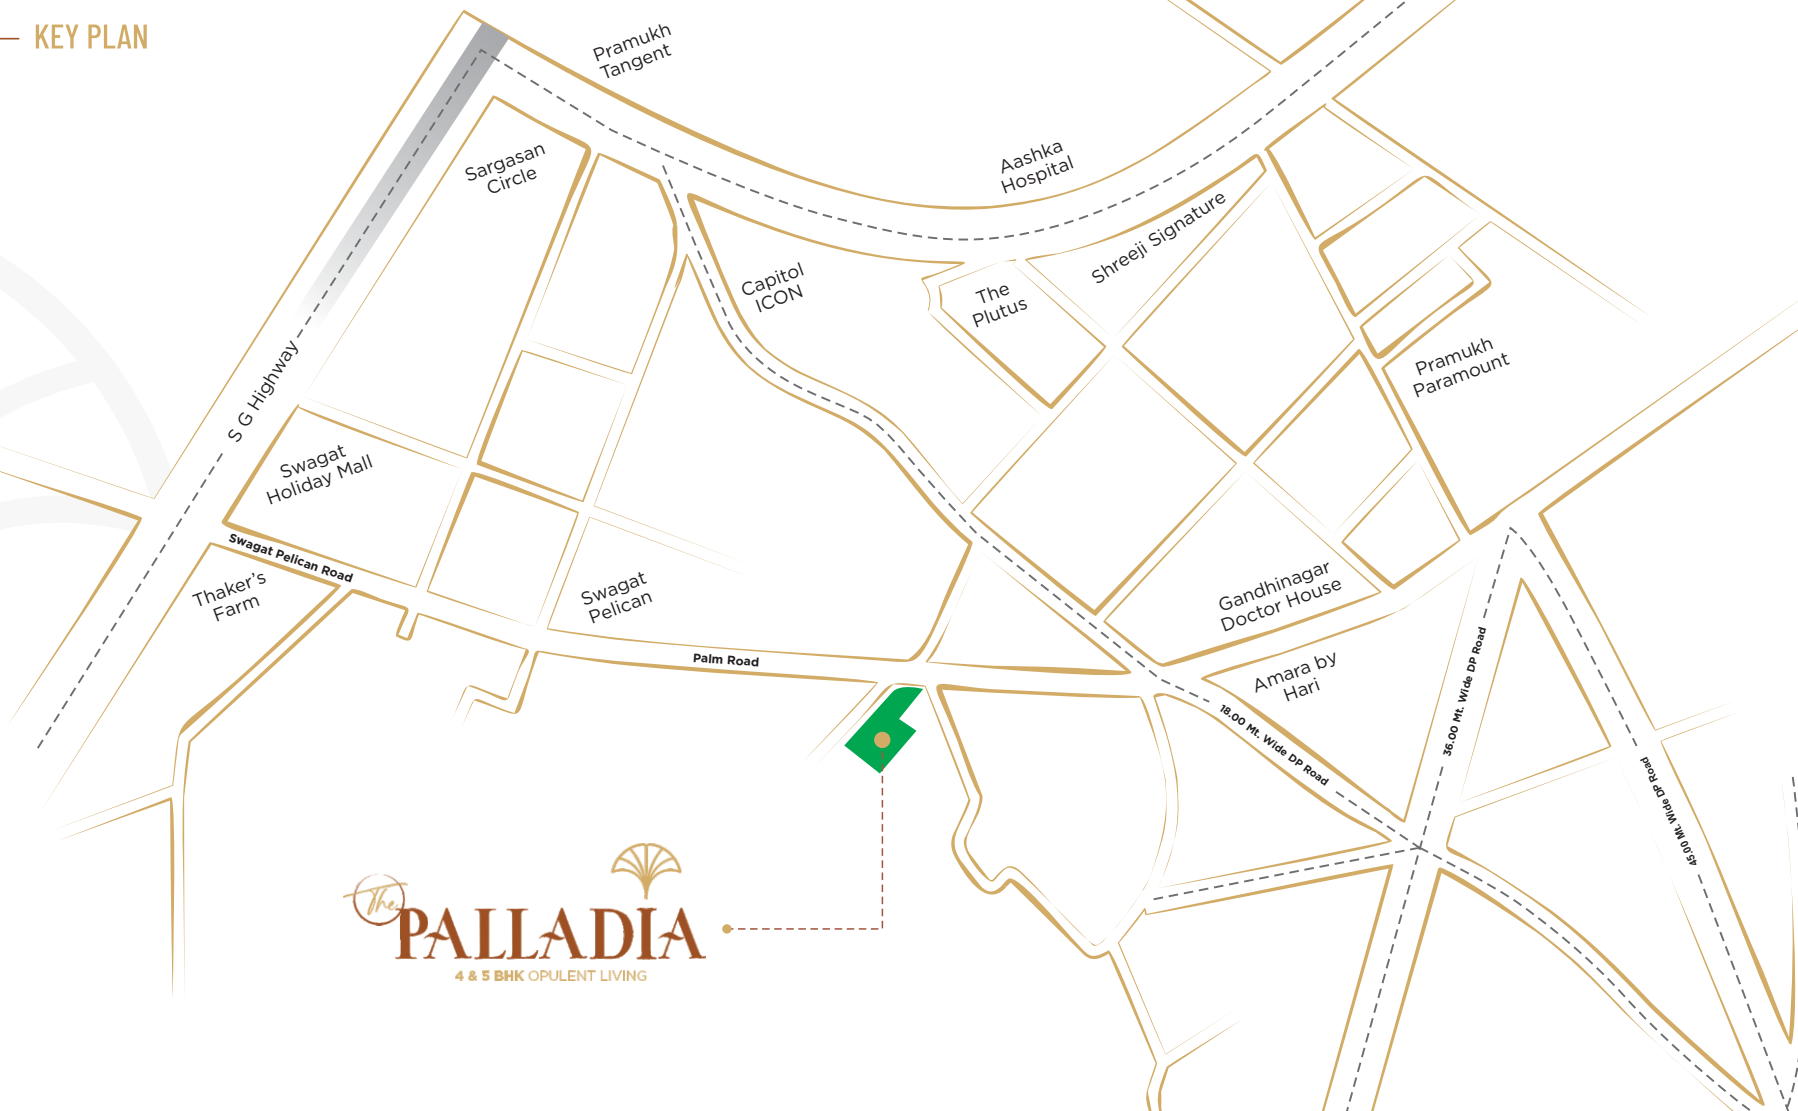 KEY PLAN
Pramukh
Tangent
Sargasan
Circle
Aashka
Hospital
Shreeji Signature
Capitol
ICON
The
Plutus
Pramukh
Paramount
S G Highway
Swagat
Holiday Mall
Swagat Pelican Road
Thaker's
Farm
Swagat
Pelican
Gandhinagar
Doctor House
Palm Road
Amara by
Hari
18.00 Mt. Wide DP Road
36.00 Mt. Wide DP Road
45.00 Mt. Wide DP Road
The
PALLADIA
4 & 5 BHK OPULENT LIVING